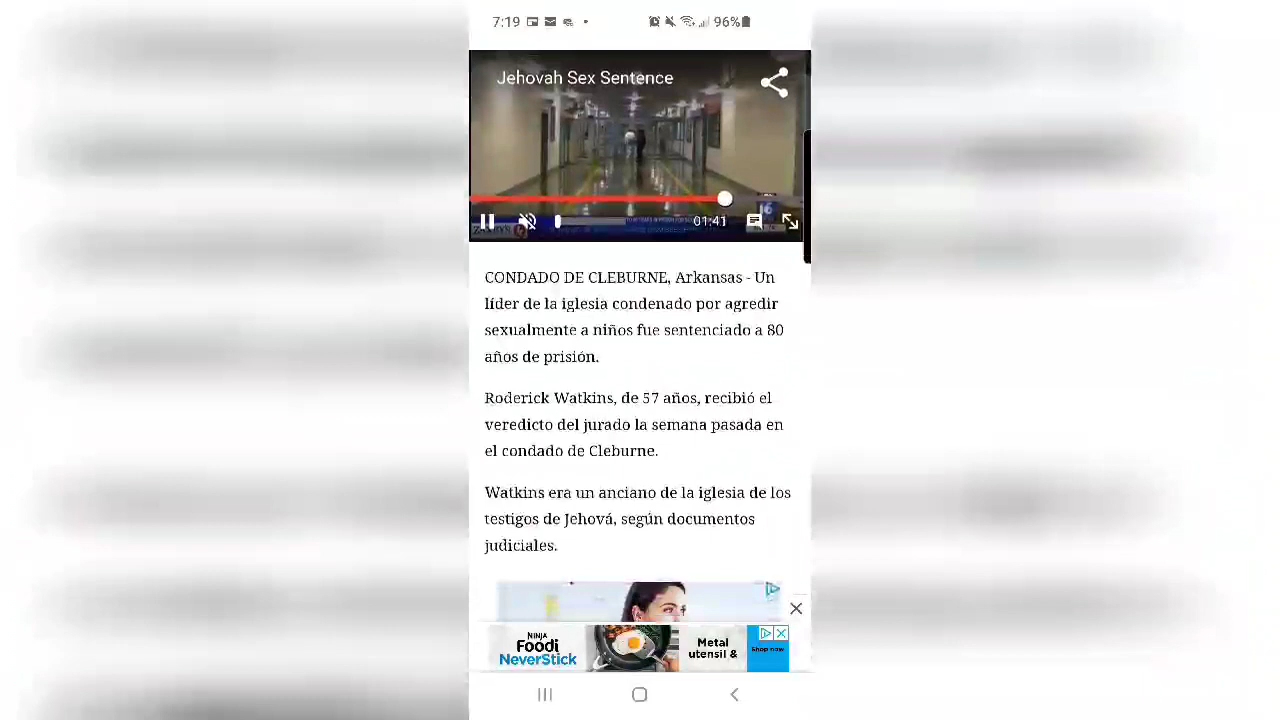 7:19 96%
Jehovah Sex Sentence
01:41
CONDADO DE CLEBURNE, Arkansas - Un
líder de la iglesia condenado por agredir
sexualmente a niños fue sentenciado a 80
años de prisión.
Roderick Watkins, de 57 años, recibió el
veredicto del jurado la semana pasada en
el condado de Cleburne.
Watkins era un anciano de la iglesia de los
testigos de Jehová, según documentos
judiciales.
NINJA
Foodi
NeverStick
Metal
utensil &
Shop now